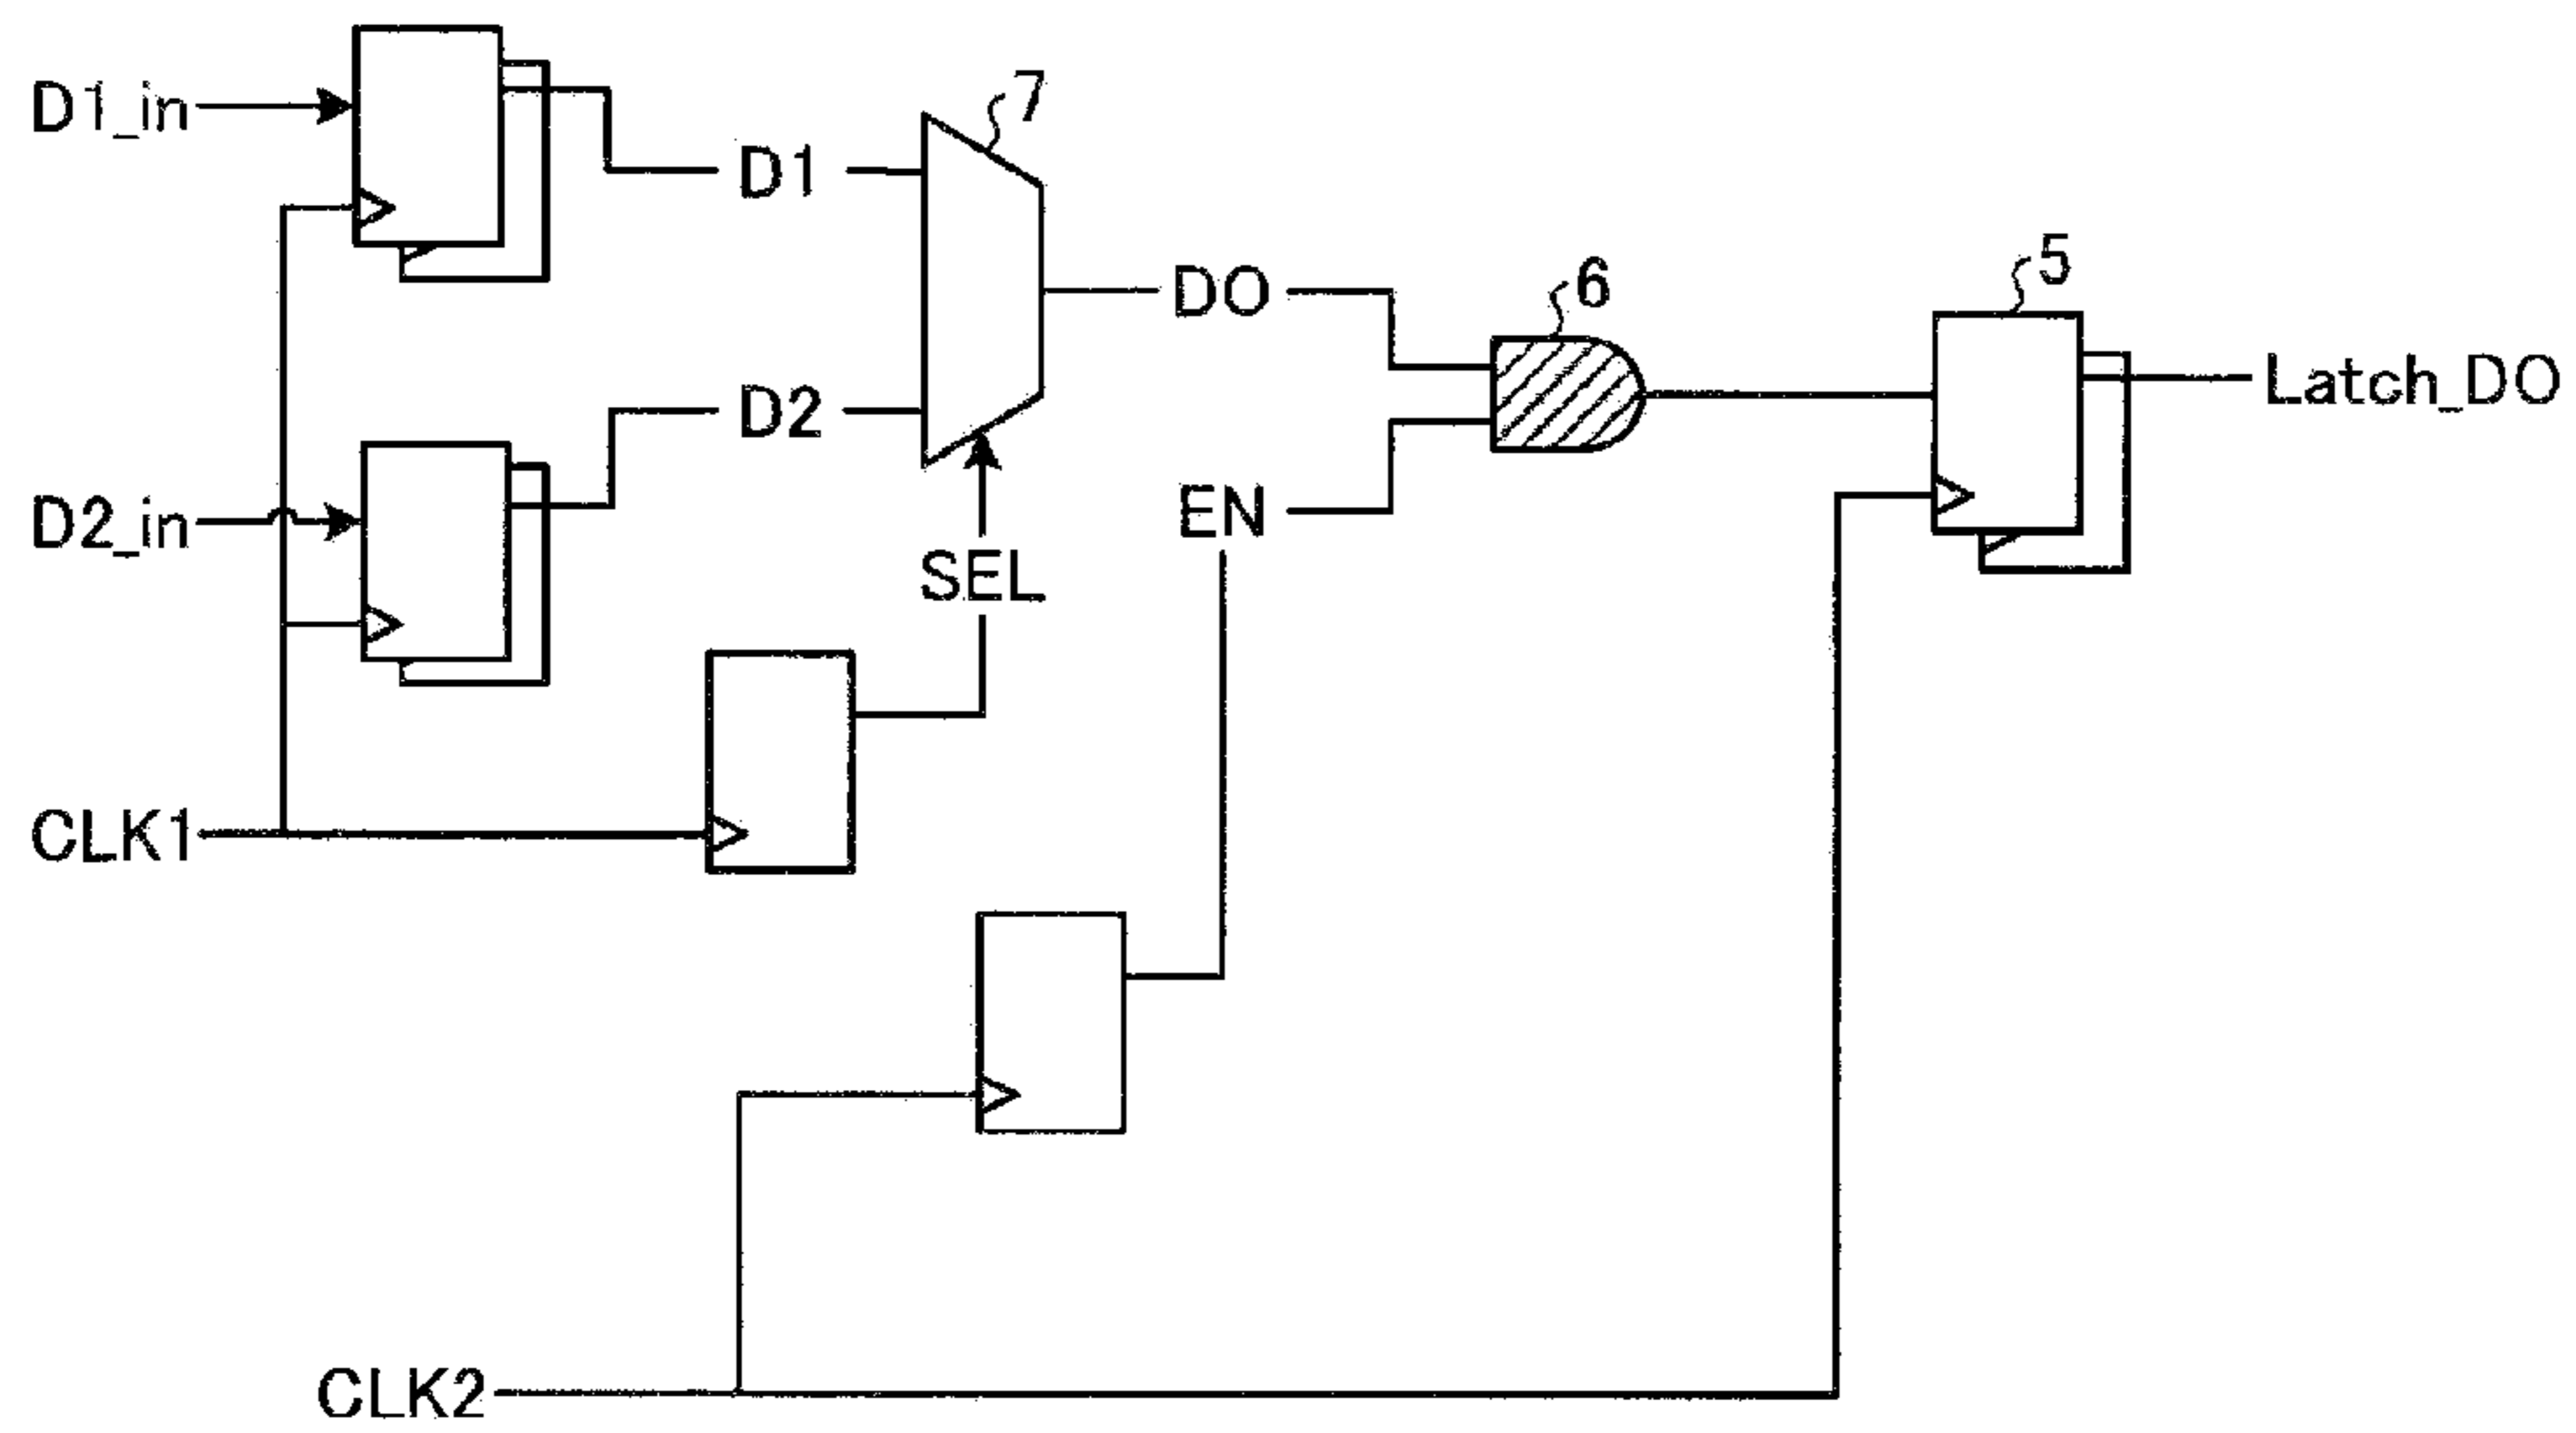 7
D1_in
D1
5
6
DO
Latch_DO
D2
D2_in
EN
SEL
CLK1
CLK2